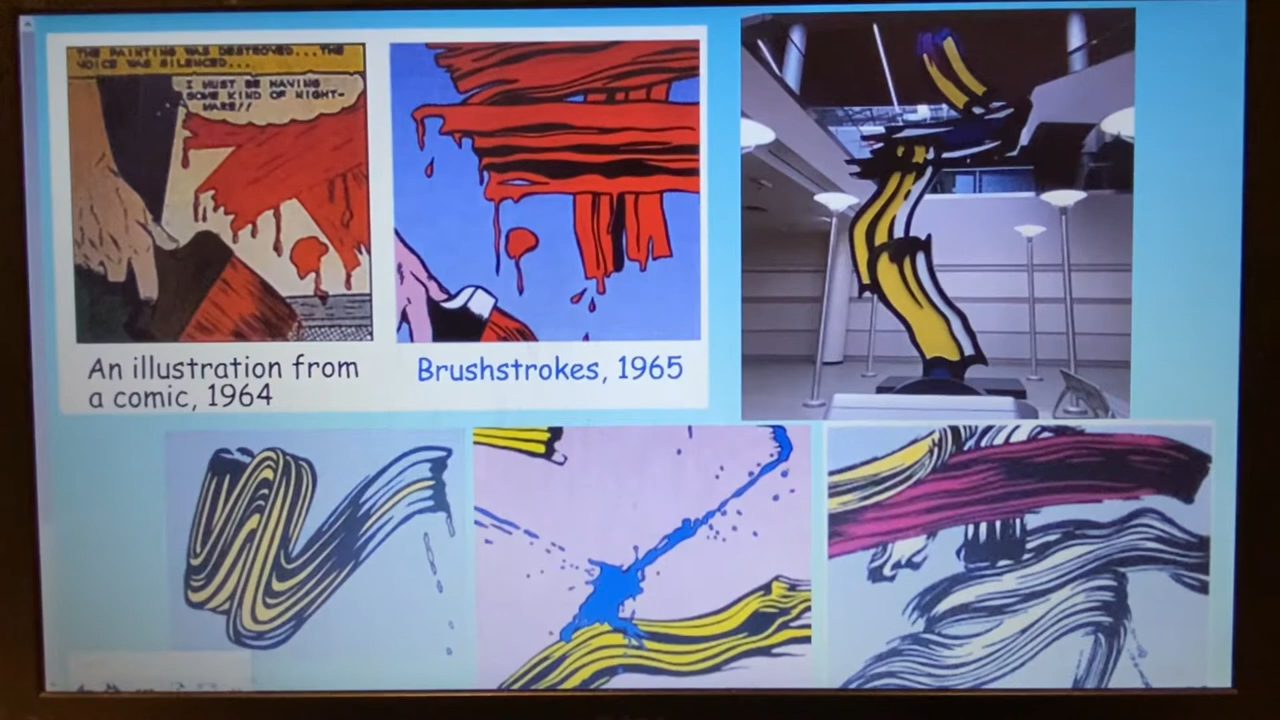 THE PAINTING WAS DESTROYED...THE
VOICE WAS SILENCED...
I MUST BE HAVING
SOME KIND OF NIGHT-
MARE//
An illustration from
a comic, 1964
Brushstrokes, 1965